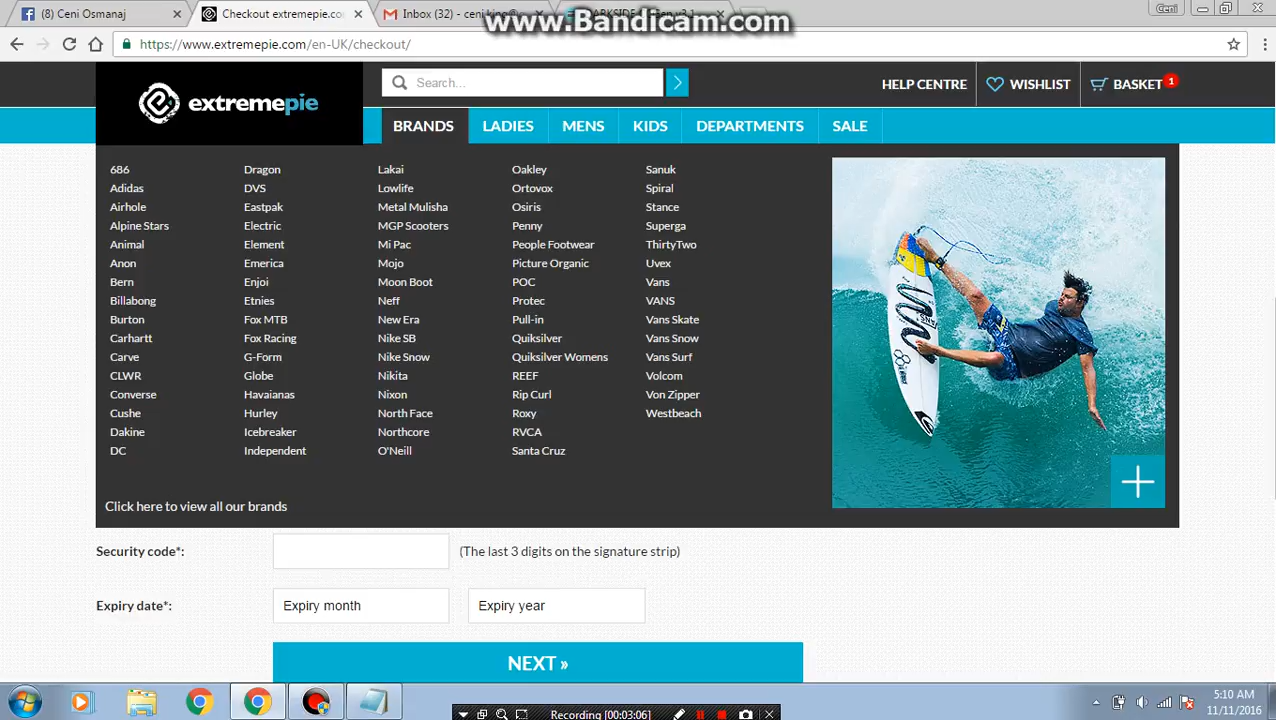 www.Bandicam.com
(8) Ceni Osmanaj
Checkout extremepie.co
Inbox (32) - ceni.king@
Ceni
https://www.extremepie.com/en-UK/checkout/
extremepie
Search...
HELP CENTRE
WISHLIST
BASKET 1
BRANDS LADIES MENS KIDS DEPARTMENTS SALE
686 Dragon Lakai Oakley Sanuk
Adidas DVS Lowlife Ortovox Spiral
Airhole Eastpak Metal Mulisha Osiris Stance
Alpine Stars Electric MGP Scooters Penny Superga
Animal Element Mi Pac People Footwear ThirtyTwo
Anon Emerica Mojo Picture Organic Uvex
Bern Enjoi Moon Boot POC Vans
Billabong Etnies Neff Protec VANS
Burton Fox MTB New Era Pull-in Vans Skate
Carhartt Fox Racing Nike SB Quiksilver Vans Snow
Carve G-Form Nike Snow Quiksilver Womens Vans Surf
CLWR Globe Nikita REEF Volcom
Converse Havaianas Nixon Rip Curl Von Zipper
Cushe Hurley North Face Roxy Westbeach
Dakine Icebreaker Northcore RVCA
DC Independent O'Neill Santa Cruz
Click here to view all our brands
Security code*: (The last 3 digits on the signature strip)
Expiry date*: Expiry month Expiry year
NEXT »
5:10 AM
11/11/2016
Recording [00:03:06]